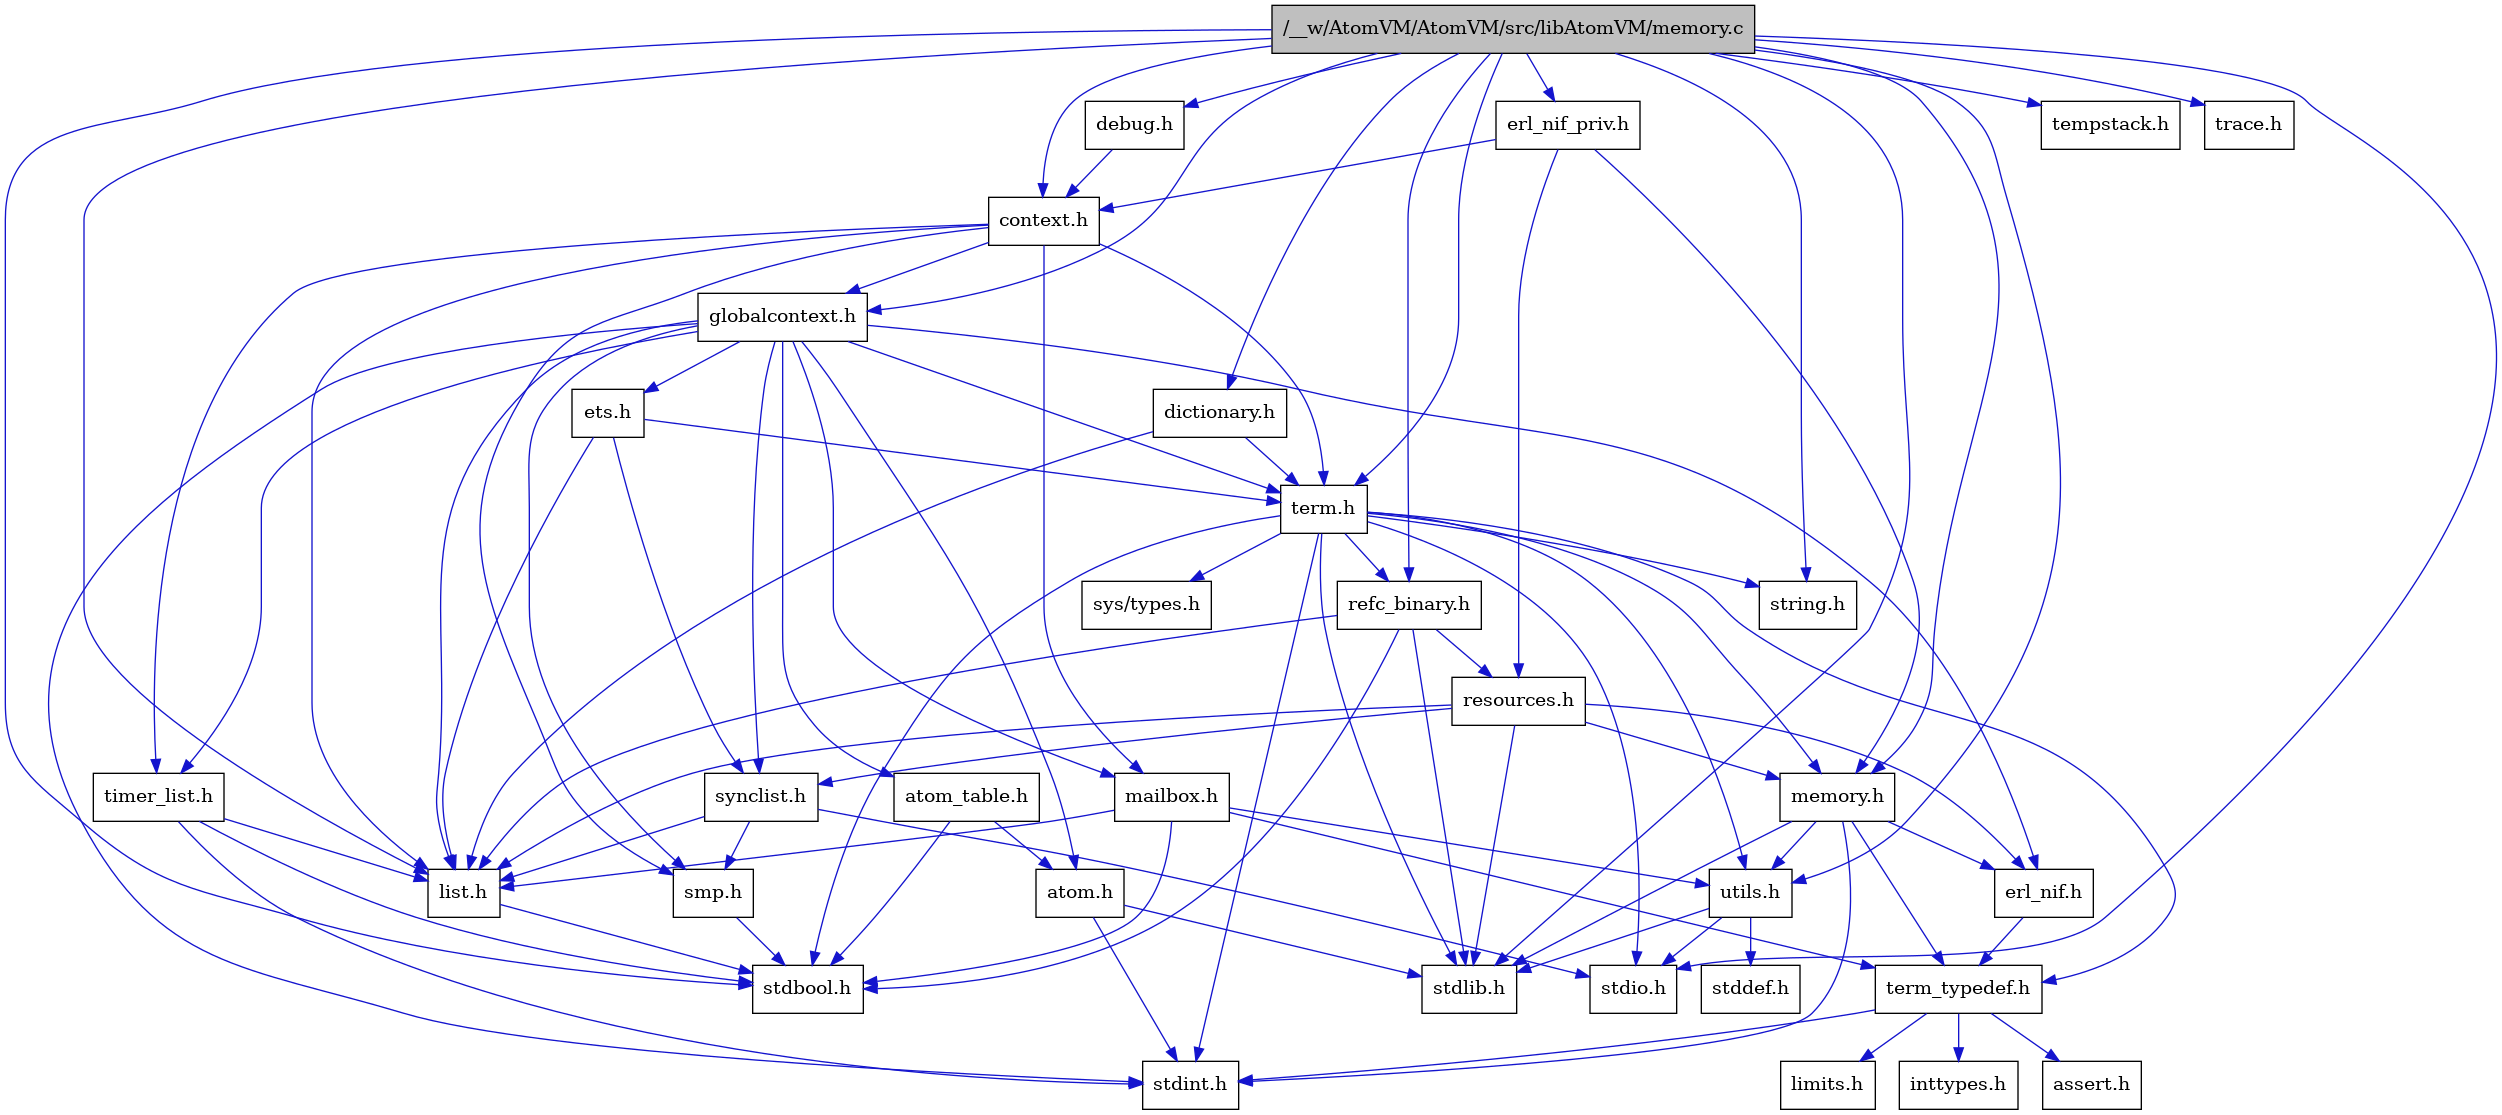 /__w/AtomVM/AtomVM/src/libAtomVM/memory.c
debug.h
erl_nif_priv.h
tempstack.h
trace.h
context.h
globalcontext.h
ets.h
dictionary.h
term.h
sys/types.h
refc_binary.h
string.h
resources.h
timer_list.h
synclist.h
atom_table.h
mailbox.h
memory.h
list.h
smp.h
atom.h
utils.h
erl_nif.h
stdbool.h
stdlib.h
stdio.h
stddef.h
term_typedef.h
stdint.h
limits.h
inttypes.h
assert.h